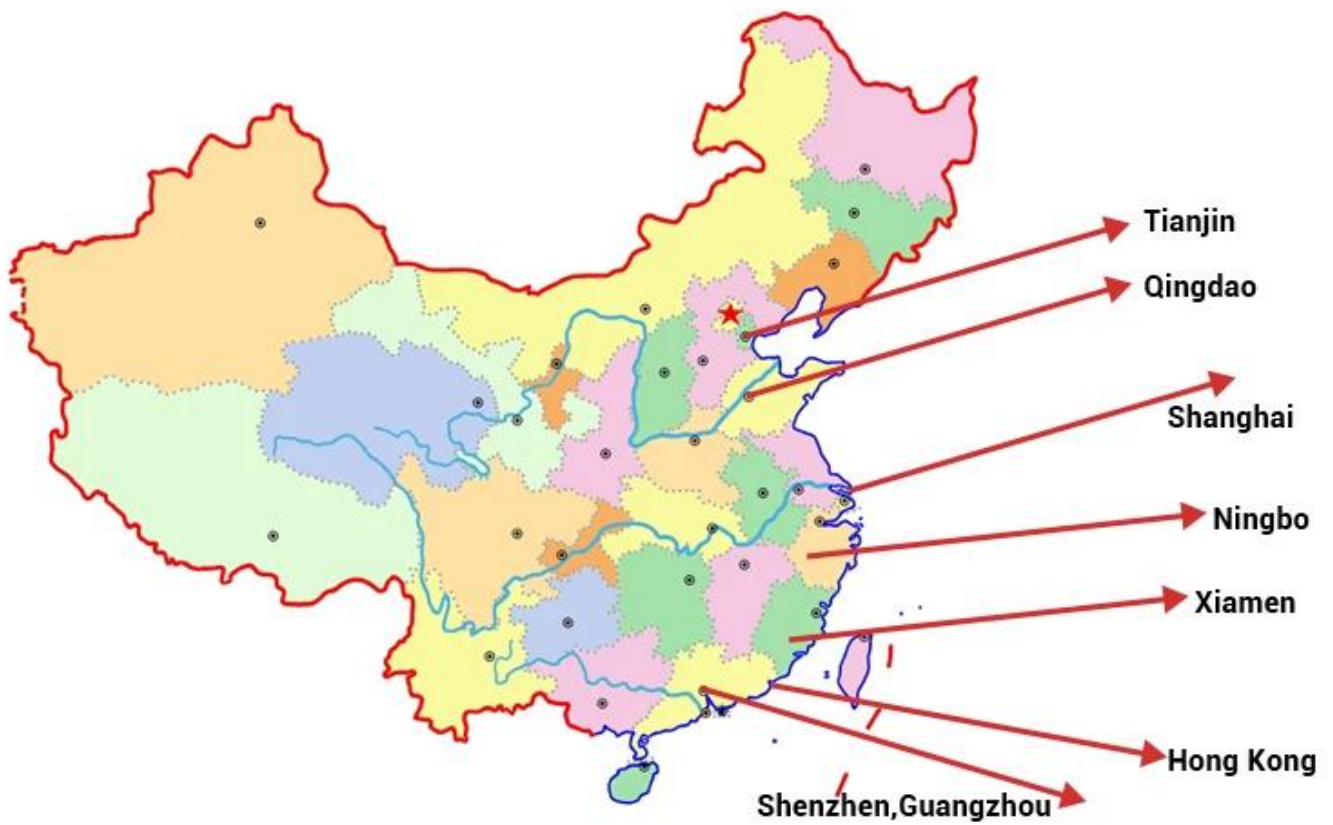 Tianjin
Qingdao
Shanghai
Ningbo
Xiamen
Hong Kong
Shenzhen,Guangzhou